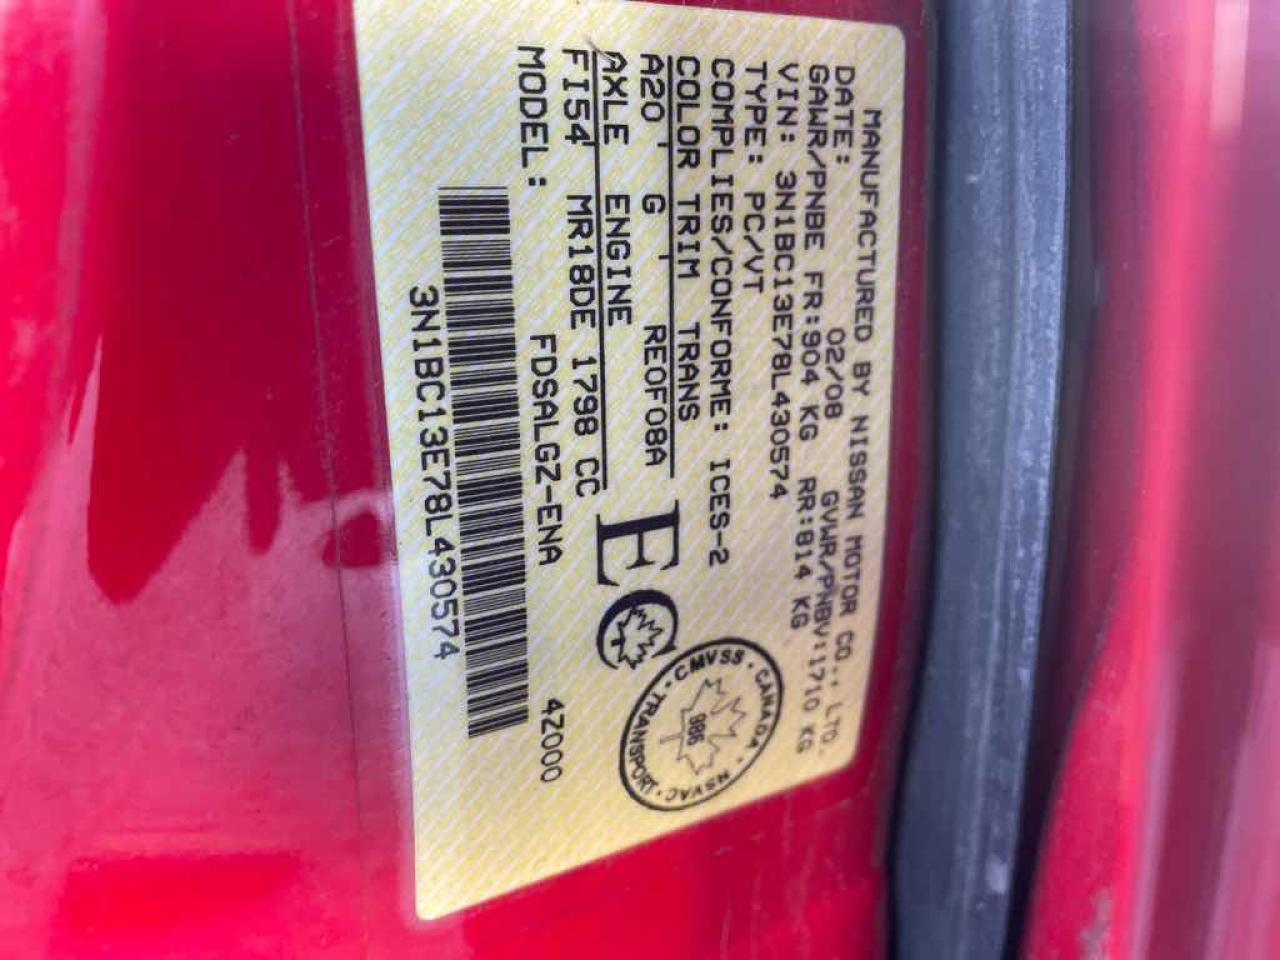 MANUFACTURED BY NISSAN MOTOR CO., LTD.
DATE: 02/08 GVWR/PNBV:1710 KG
GAWR/PNBE FR:904 KG RR:814 KG
VIN: 3N1BC13E78L430574
TYPE: PC/VT
COMPLIES/CONFORME: ICES-2
COLOR TRIM TRANS
A20 G RE0F08A
AXLE ENGINE
FI54 MR18DE 1798 CC
EC
MODEL: FDSALGZ-ENA 4Z000
3N1BC13E78L430574
CMVSS · CANADA · NSVAC · TRANSPORT ·
986